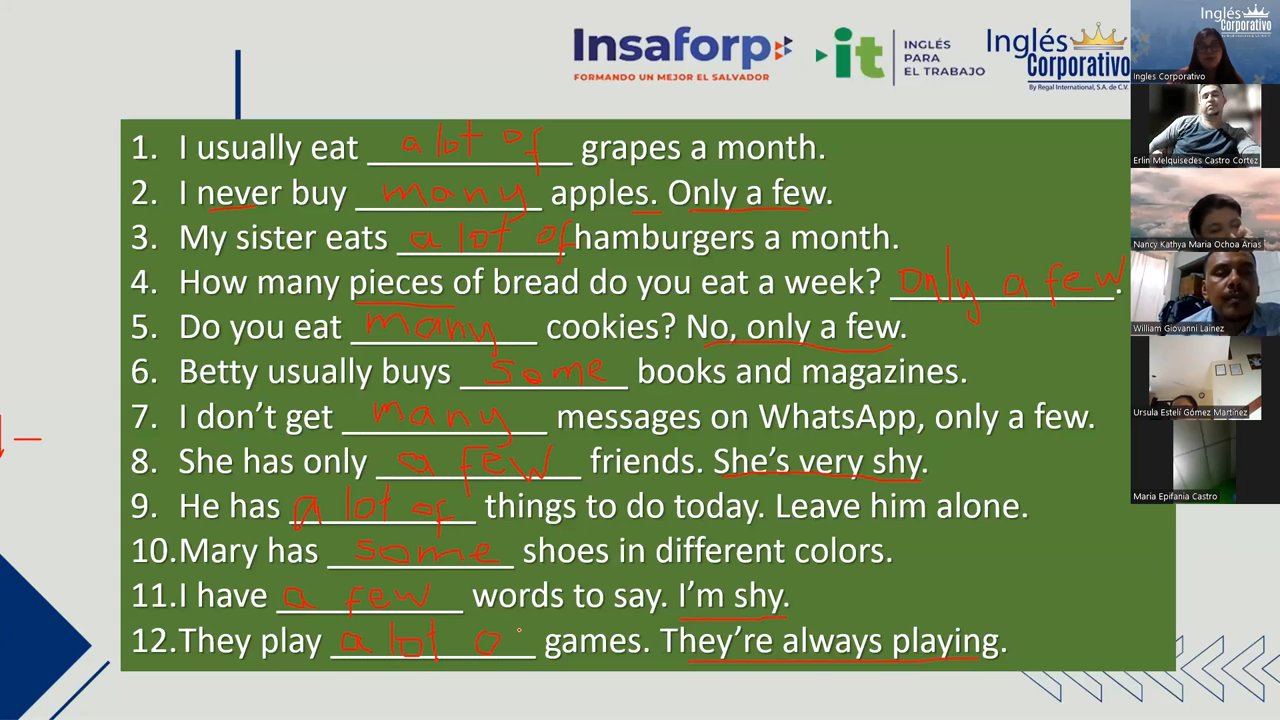 Insaforp
FORMANDO UN MEJOR EL SALVADOR
it
INGLÉS
PARA
EL TRABAJO
Inglés
Corporativo
By Regal International, S.A. de C.V.
1. I usually eat a lot of grapes a month.
2. I never buy many apples. Only a few.
3. My sister eats a lot of hamburgers a month.
4. How many pieces of bread do you eat a week? only a few.
5. Do you eat many cookies? No, only a few.
6. Betty usually buys some books and magazines.
7. I don't get many messages on WhatsApp, only a few.
8. She has only a few friends. She's very shy.
9. He has a lot of things to do today. Leave him alone.
10. Mary has some shoes in different colors.
11. I have a few words to say. I'm shy.
12. They play a lot o games. They're always playing.
Inglés
Corporativo
Ingles Corporativo
Erlin Melquisedes Castro Cortez
Nancy Kathya Maria Ochoa Arias
William Giovanni Lainez
Ursula Estelí Gómez Martínez
Maria Epifania Castro